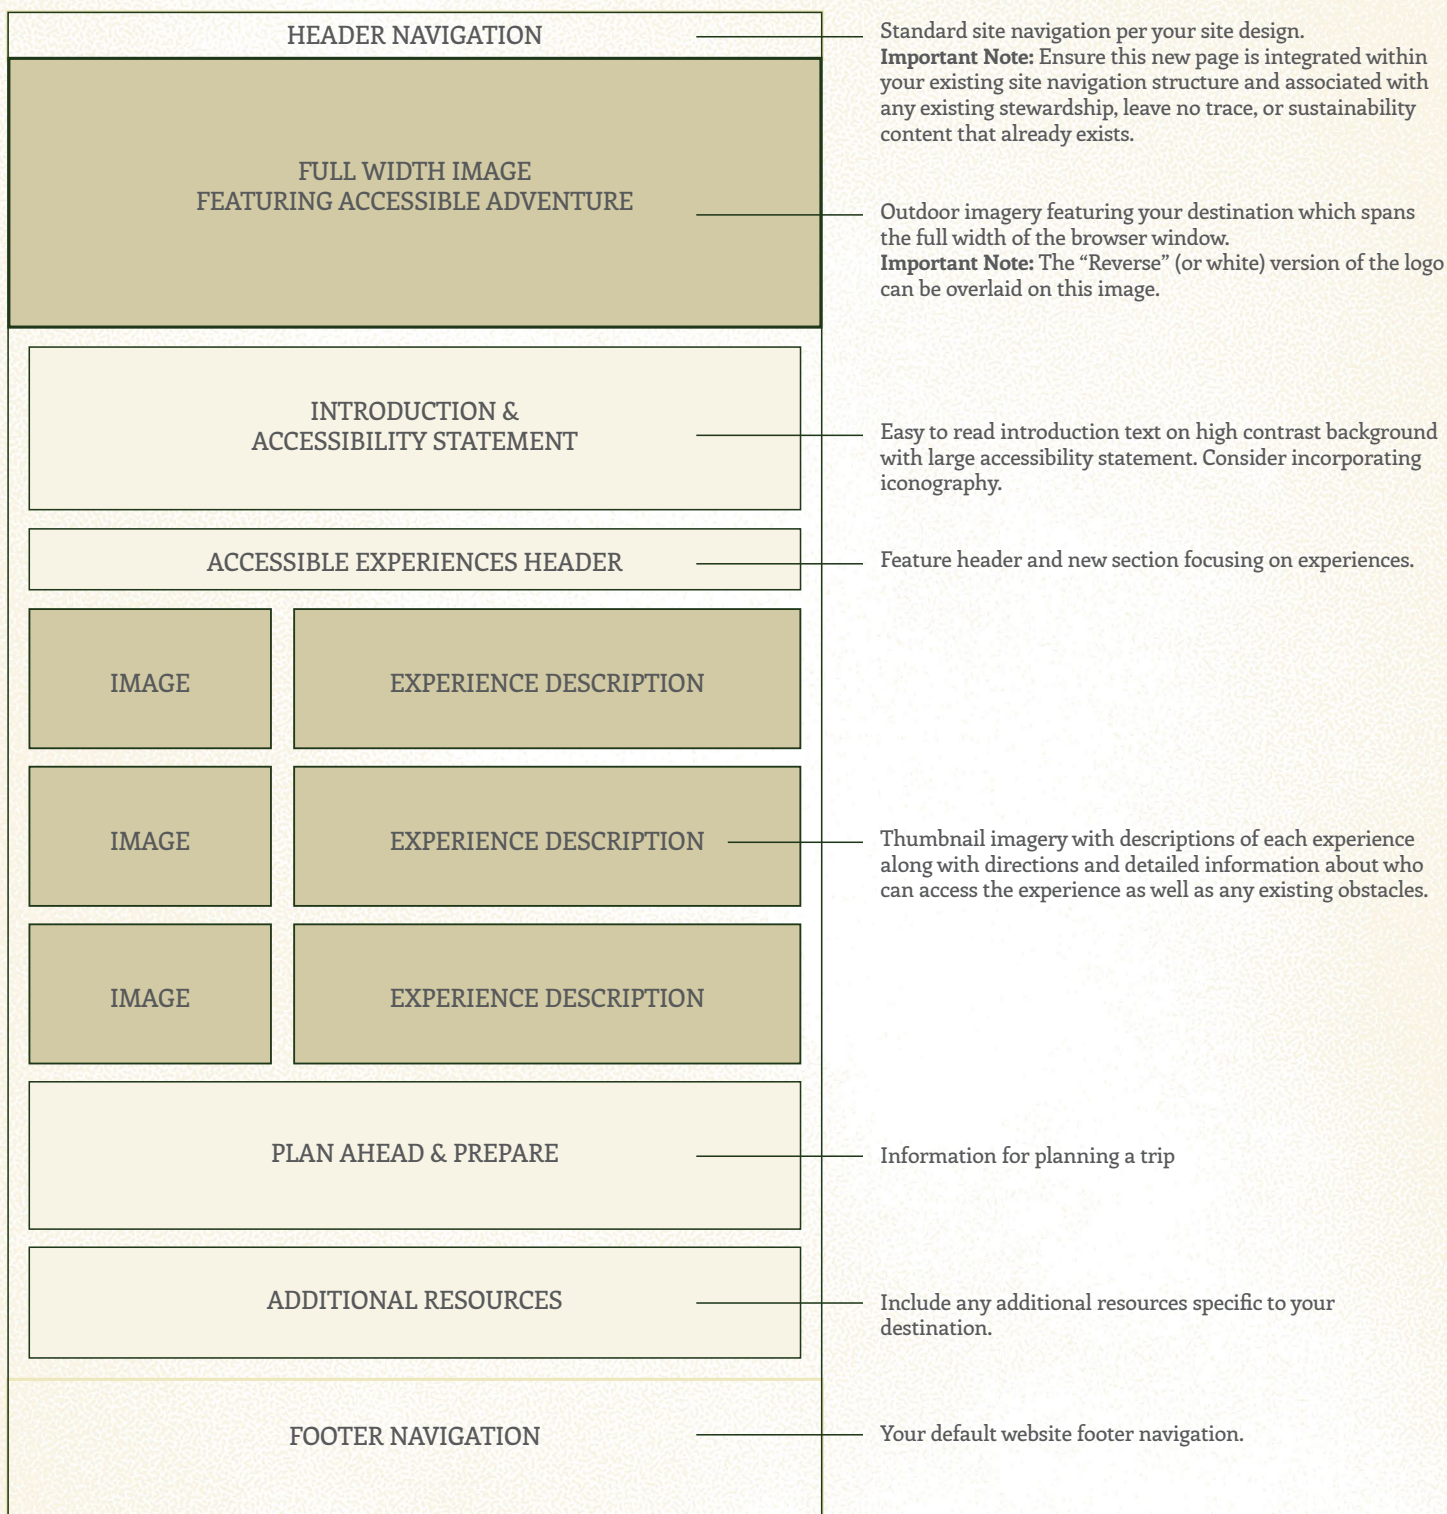 HEADER NAVIGATION
Standard site navigation per your site design.
Important Note: Ensure this new page is integrated within
your existing site navigation structure and associated with
any existing stewardship, leave no trace, or sustainability
content that already exists.
FULL WIDTH IMAGE
FEATURING ACCESSIBLE ADVENTURE
Outdoor imagery featuring your destination which spans
the full width of the browser window.
Important Note: The “Reverse” (or white) version of the logo
can be overlaid on this image.
INTRODUCTION &
ACCESSIBILITY STATEMENT
Easy to read introduction text on high contrast background
with large accessibility statement. Consider incorporating
iconography.
ACCESSIBLE EXPERIENCES HEADER
Feature header and new section focusing on experiences.
IMAGE
EXPERIENCE DESCRIPTION
IMAGE
EXPERIENCE DESCRIPTION
Thumbnail imagery with descriptions of each experience
along with directions and detailed information about who
can access the experience as well as any existing obstacles.
IMAGE
EXPERIENCE DESCRIPTION
PLAN AHEAD & PREPARE
Information for planning a trip
ADDITIONAL RESOURCES
Include any additional resources specific to your
destination.
FOOTER NAVIGATION
Your default website footer navigation.